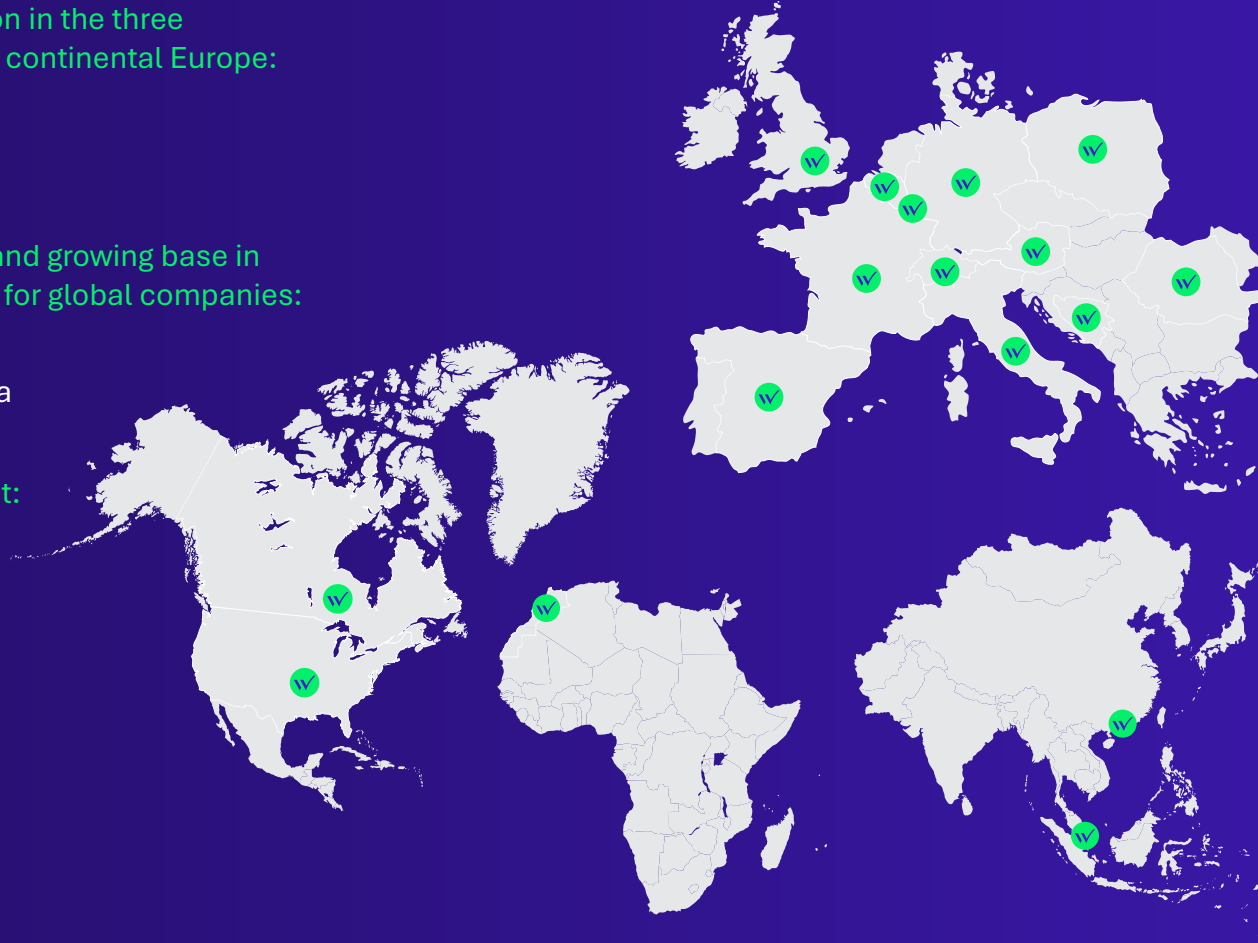 on in the three
continental Europe:
and growing base in
for global companies:
a
t: